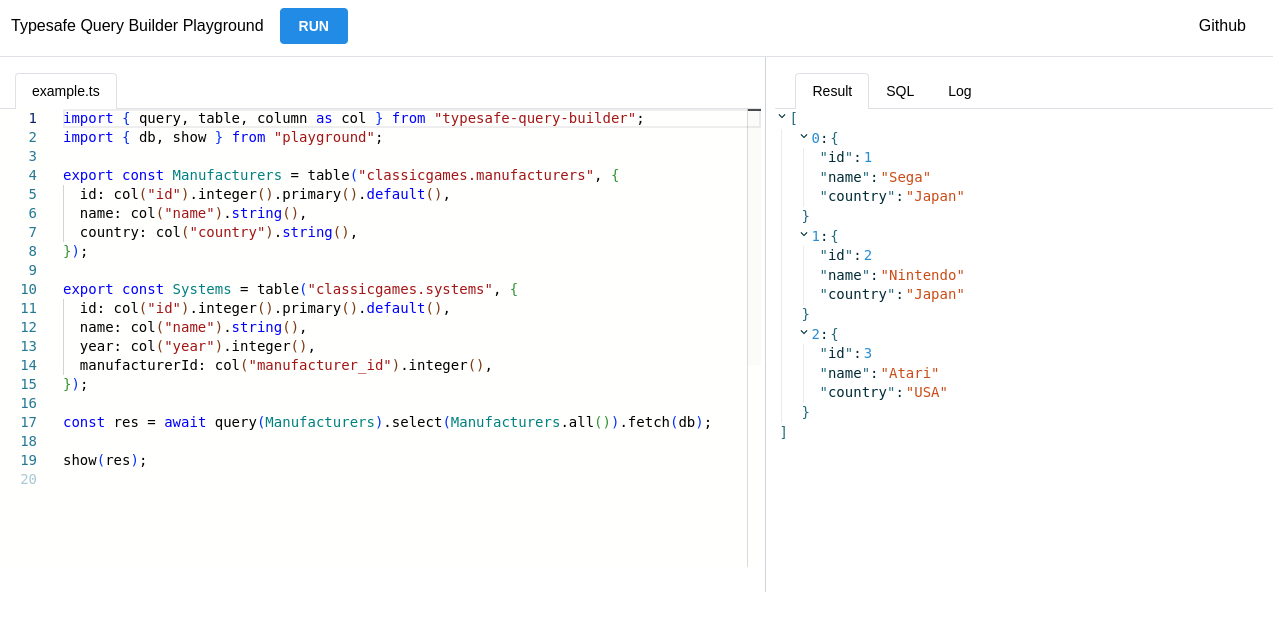 Typesafe Query Builder Playground RUN Github
example.ts
1 import { query, table, column as col } from "typesafe-query-builder";
2 import { db, show } from "playground";
3
4 export const Manufacturers = table("classicgames.manufacturers", {
5   id: col("id").integer().primary().default(),
6   name: col("name").string(),
7   country: col("country").string(),
8 });
9
10 export const Systems = table("classicgames.systems", {
11   id: col("id").integer().primary().default(),
12   name: col("name").string(),
13   year: col("year").integer(),
14   manufacturerId: col("manufacturer_id").integer(),
15 });
16
17 const res = await query(Manufacturers).select(Manufacturers.all()).fetch(db);
18
19 show(res);
20
Result SQL Log
[
0:{
"id":1
"name":"Sega"
"country":"Japan"
}
1:{
"id":2
"name":"Nintendo"
"country":"Japan"
}
2:{
"id":3
"name":"Atari"
"country":"USA"
}
]